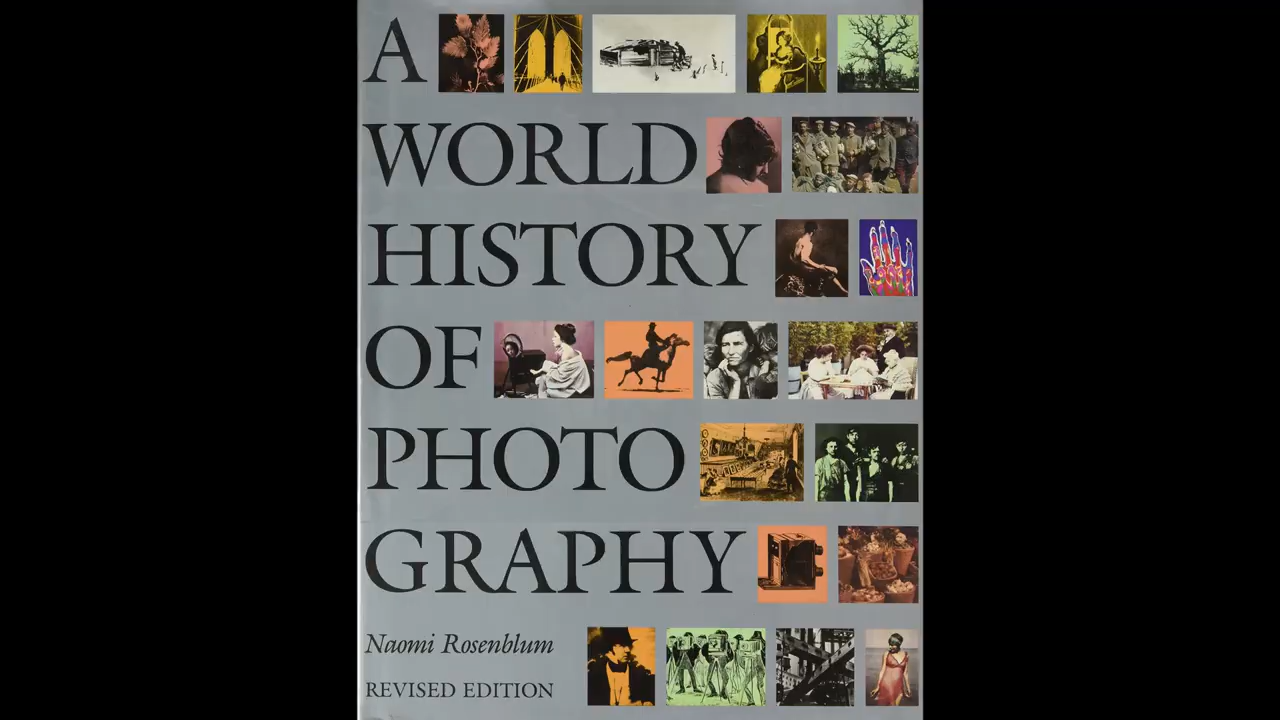 A
WORLD
HISTORY
OF
PHOTO
GRAPHY
Naomi Rosenblum
REVISED EDITION